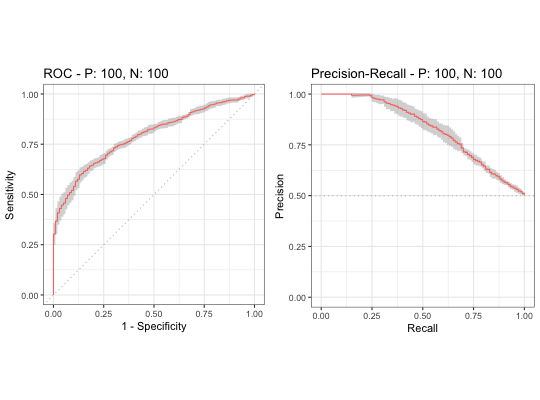 ROC - P: 100, N: 100
1.00
0.75
0.50
0.25
0.00
Sensitivity
0.00 0.25 0.50 0.75 1.00
1 - Specificity
Precision-Recall - P: 100, N: 100
1.00
0.75
0.50
0.25
0.00
Precision
0.00 0.25 0.50 0.75 1.00
Recall